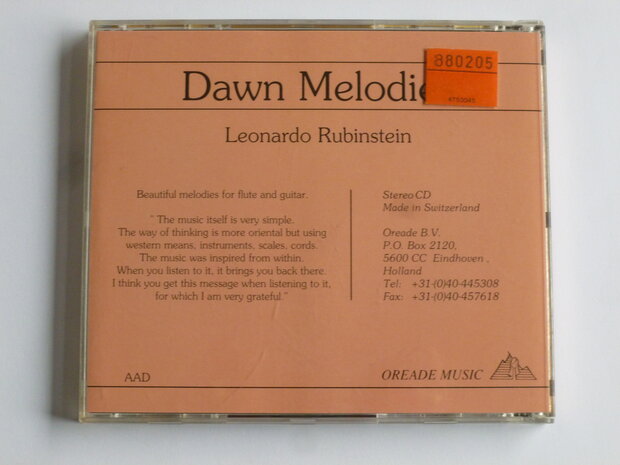 880205
4750045
Dawn Melodie
Leonardo Rubinstein
Beautiful melodies for flute and guitar.
" The music itself is very simple.
The way of thinking is more oriental but using
western means, instruments, scales, cords.
The music was inspired from within.
When you listen to it, it brings you back there.
I think you get this message when listening to it,
for which I am very grateful."
Stereo CD
Made in Switzerland
Oreade B.V.
P.O. Box 2120,
5600 CC Eindhoven ,
Holland
Tel: +31-(0)40-445308
Fax: +31-(0)40-457618
AAD
OREADE MUSIC